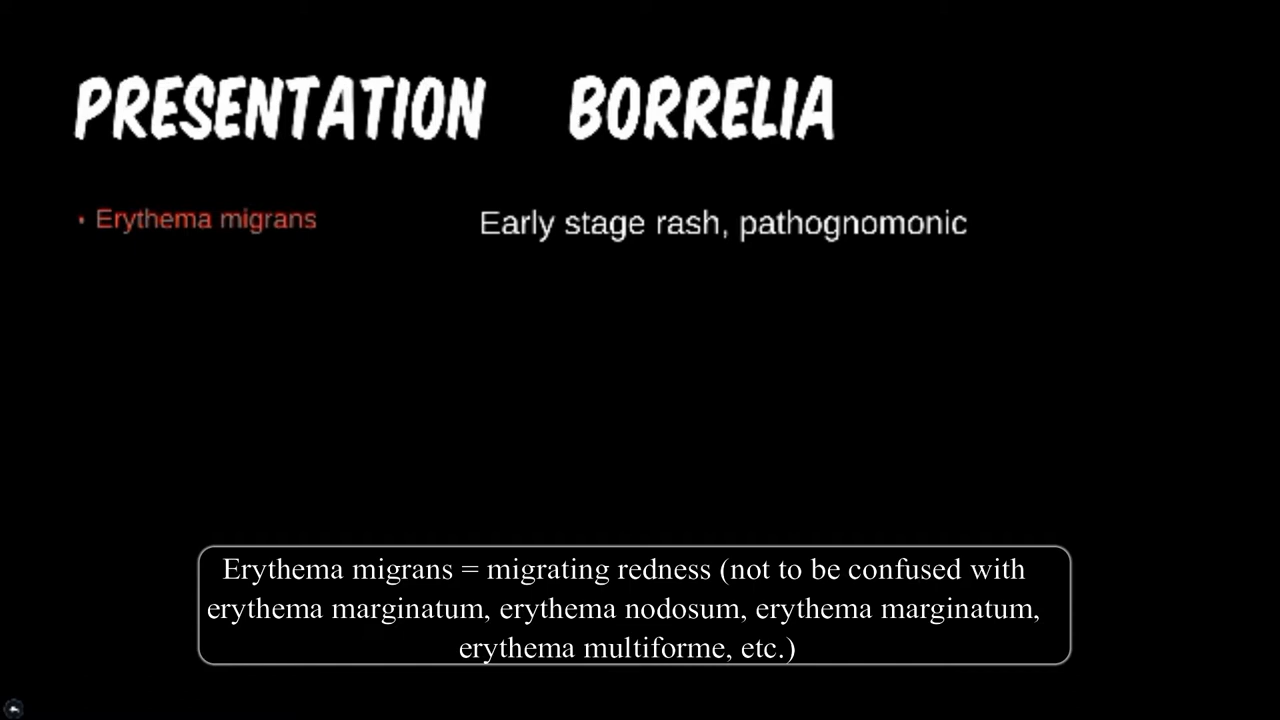 PRESENTATION BORRELIA
• Erythema migrans
Early stage rash, pathognomonic
Erythema migrans = migrating redness (not to be confused with
erythema marginatum, erythema nodosum, erythema marginatum,
erythema multiforme, etc.)